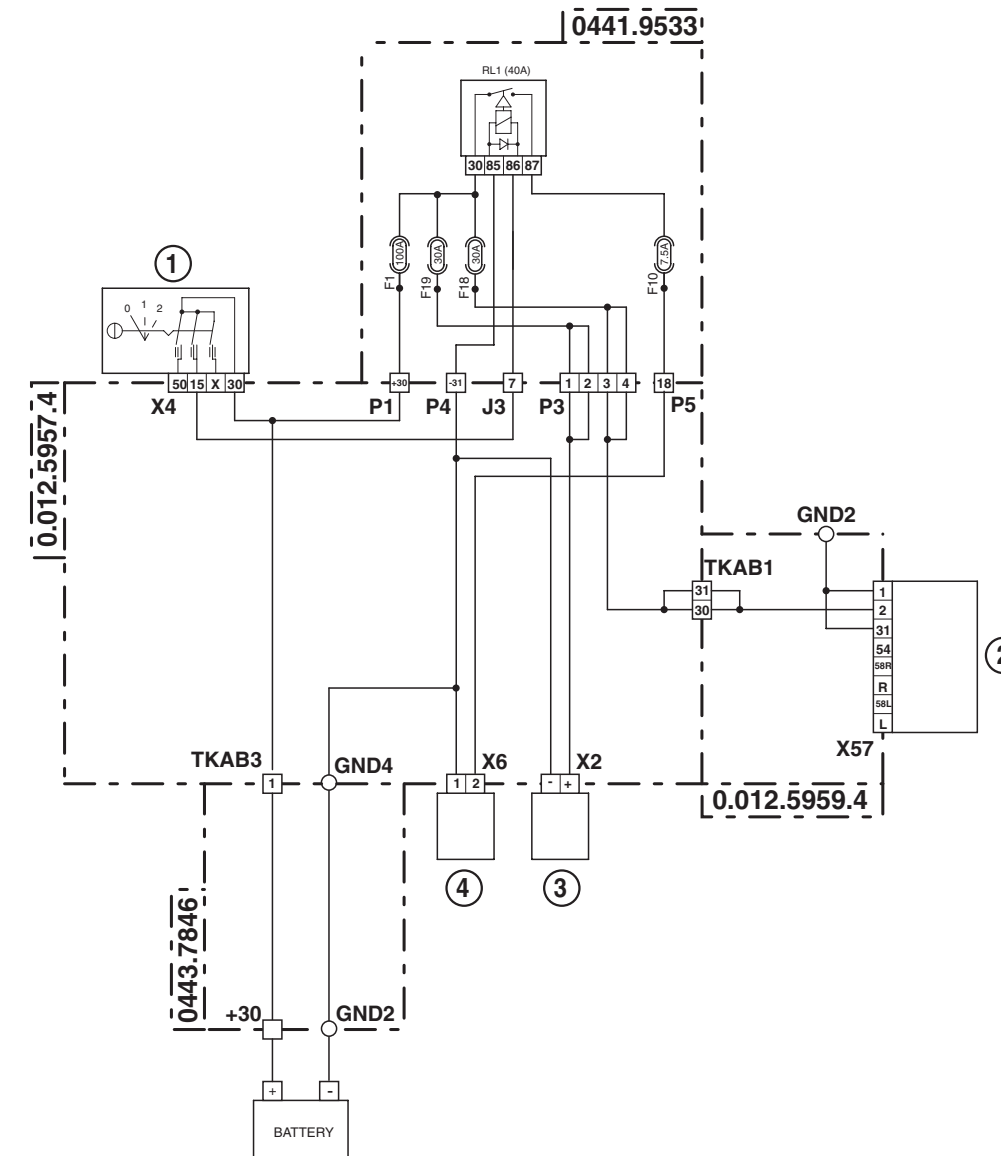 0441.9533
RL1 (40A)
30 85 86 87
100A
30A
30A
7.5A
F1
F19
F18
F10
1
0 1 2
50 15 X 30
+30
-31
7
1 2 3 4
18
X4
P1
P4
J3
P3
P5
0.012.5957.4
GND2
TKAB1
31
30
1
2
31
54
58R
R
58L
L
2
X57
0.012.5959.4
TKAB3
1
GND4
X6
1 2
X2
- +
4
3
0443.7846
+30
GND2
+ -
BATTERY